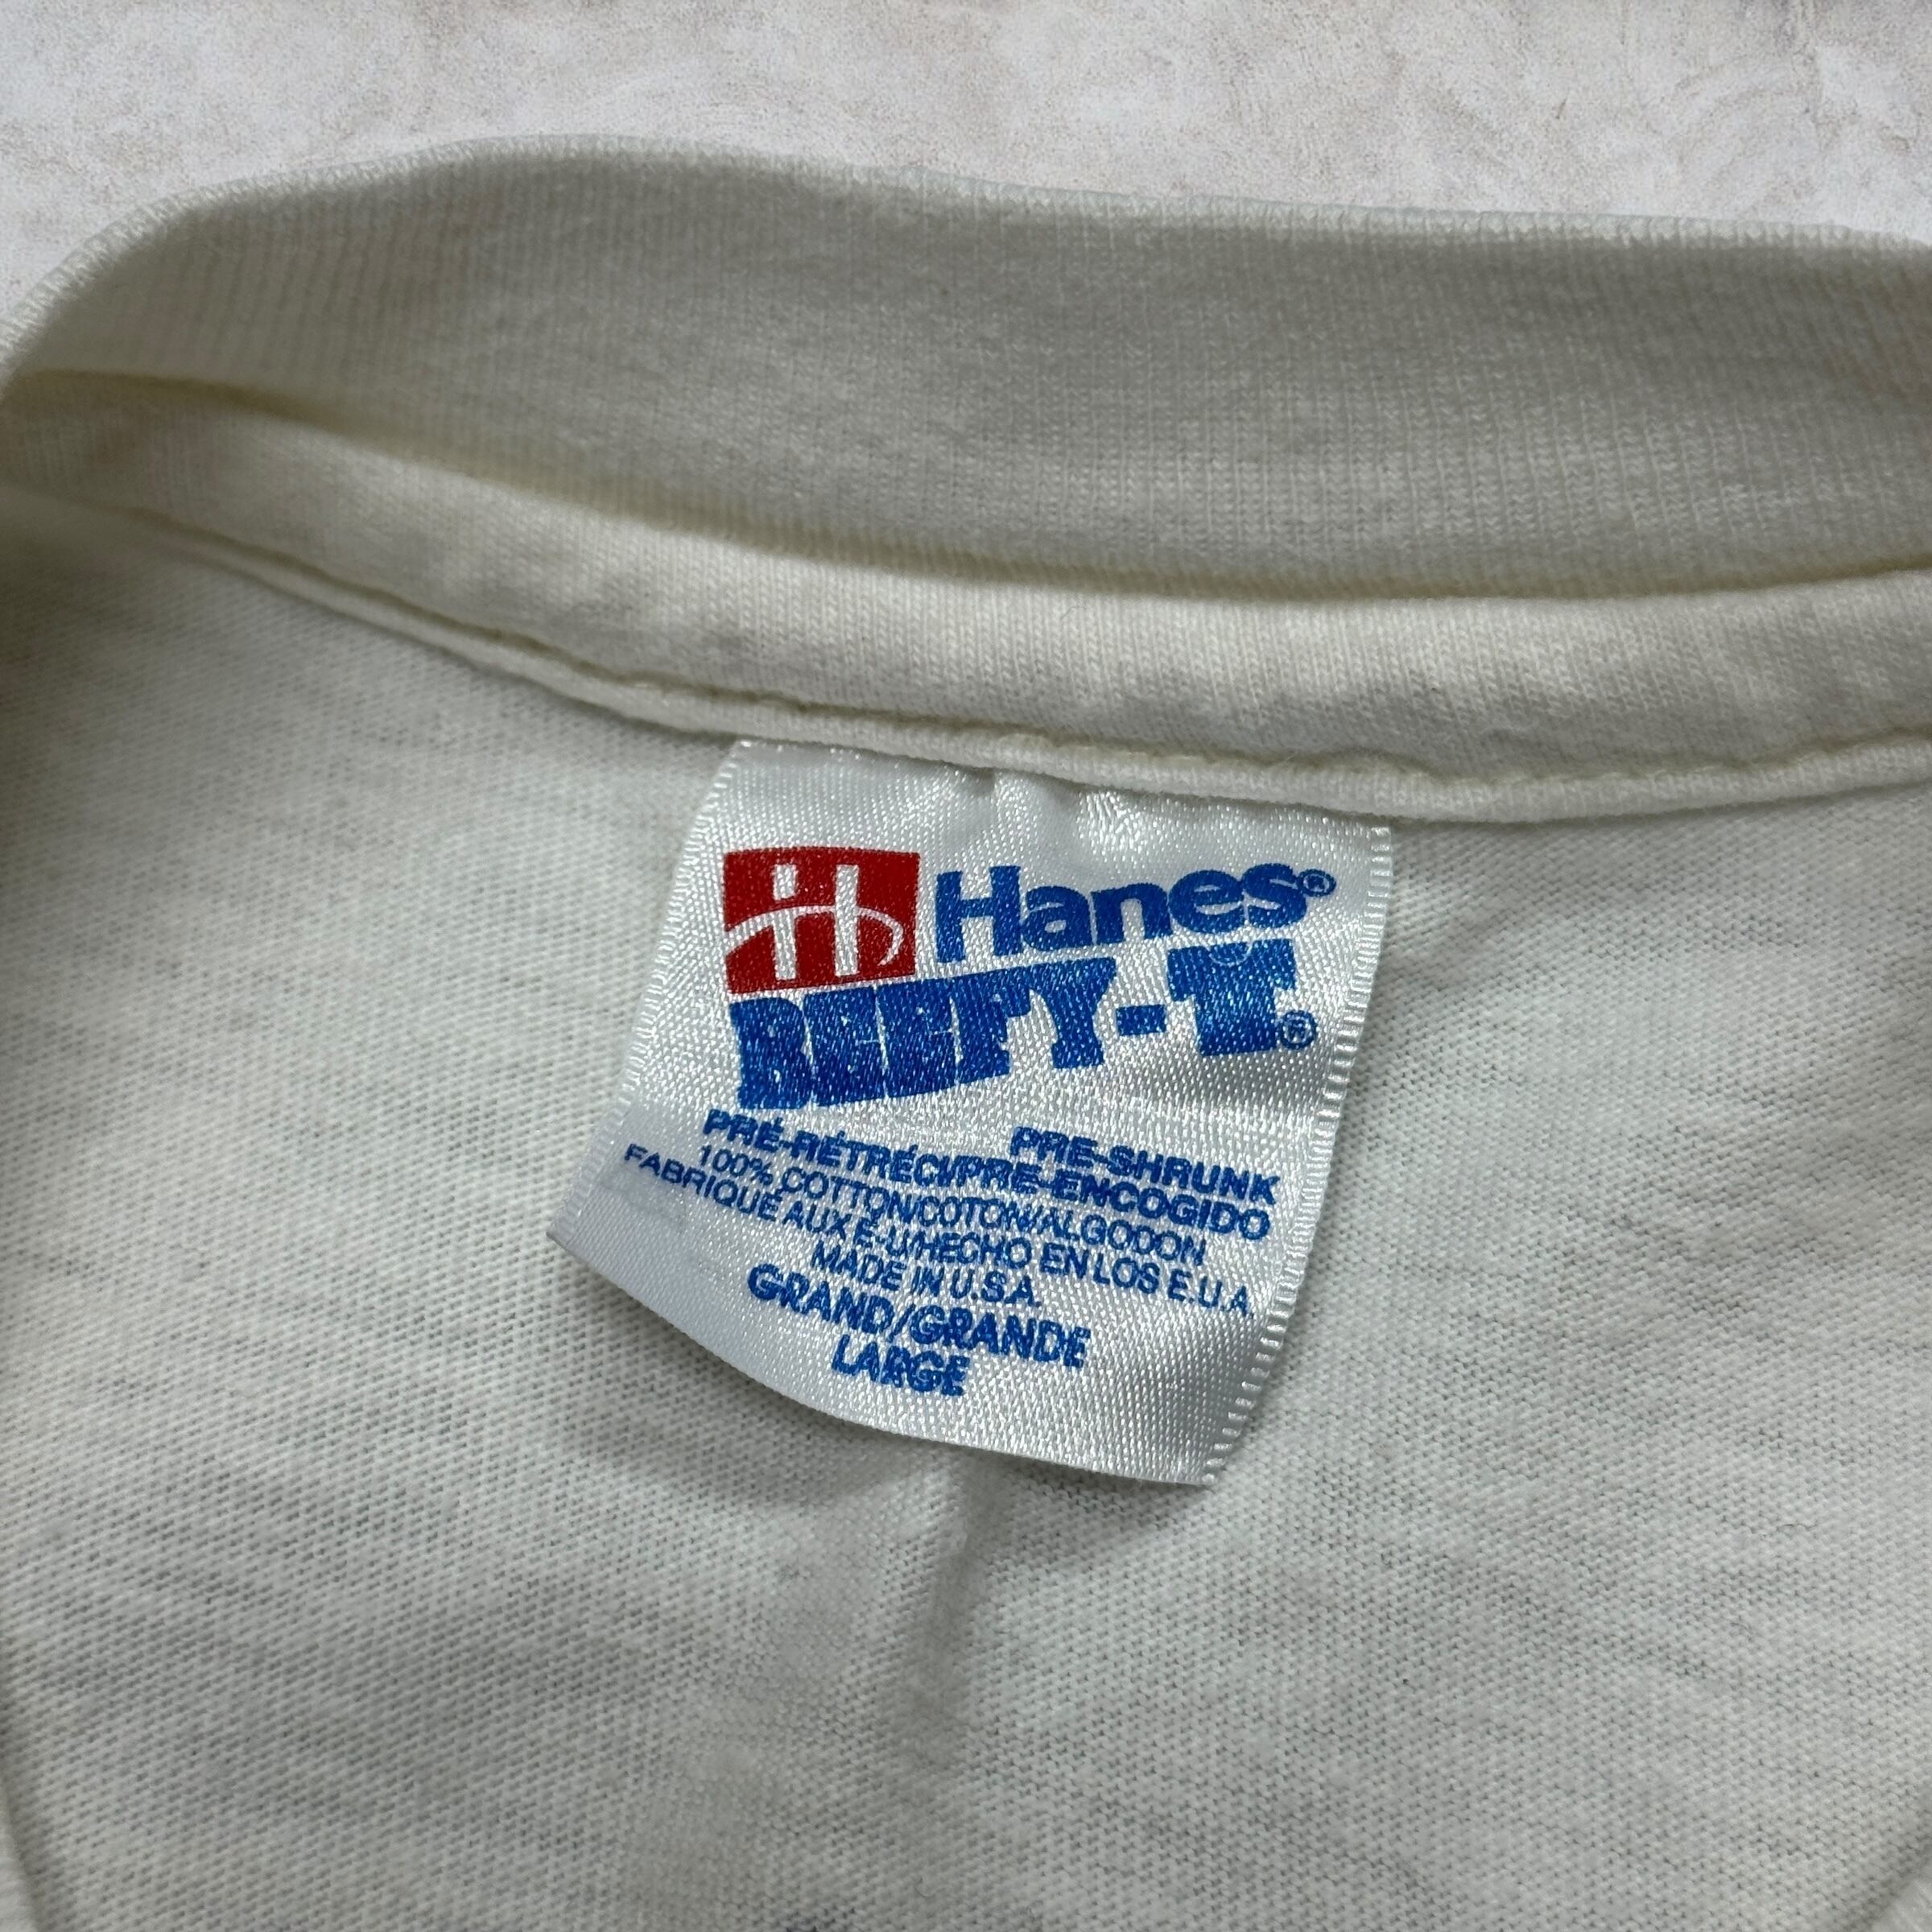 Hanes®
BEEFY-T®
PRE-SHRUNK
PRÉ-RÉTRÉCI/PRE-ENCOGIDO
100% COTTON/COTON/ALGODON
FABRIQUÉ AUX É-U/HECHO EN LOS E.U.A.
MADE IN U.S.A.
GRAND/GRANDE
LARGE